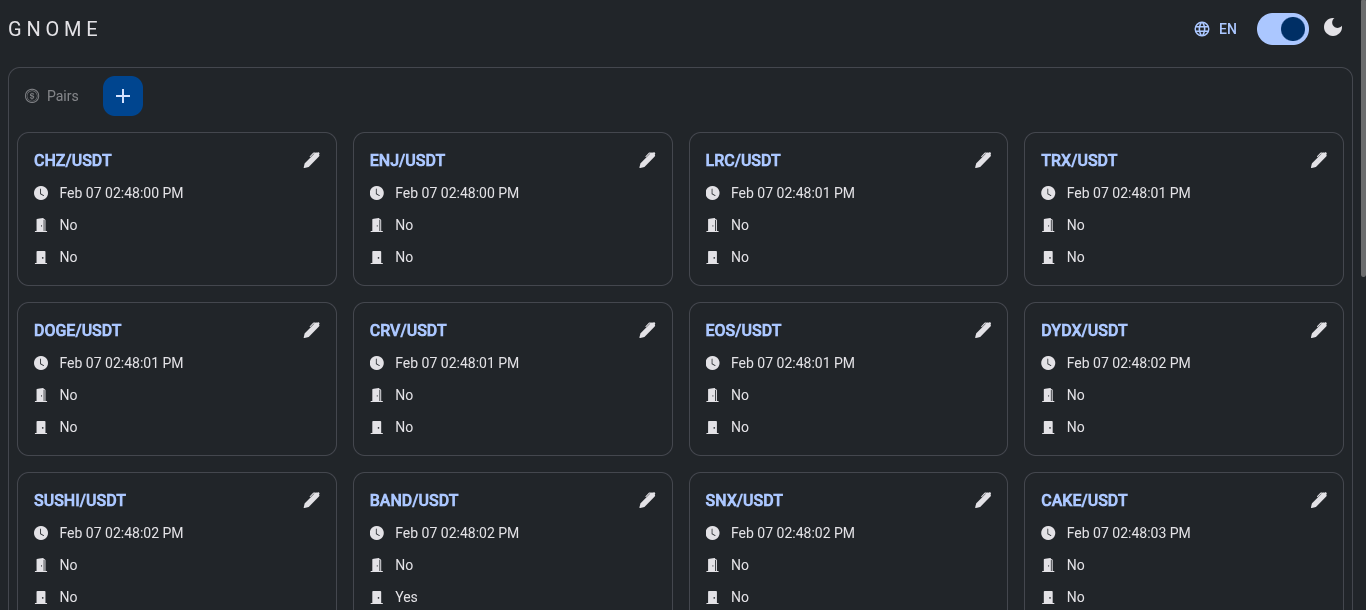 GNOME
EN
Pairs
CHZ/USDT
Feb 07 02:48:00 PM
No
No
ENJ/USDT
Feb 07 02:48:00 PM
No
No
LRC/USDT
Feb 07 02:48:01 PM
No
No
TRX/USDT
Feb 07 02:48:01 PM
No
No
DOGE/USDT
Feb 07 02:48:01 PM
No
No
CRV/USDT
Feb 07 02:48:01 PM
No
No
EOS/USDT
Feb 07 02:48:01 PM
No
No
DYDX/USDT
Feb 07 02:48:02 PM
No
No
SUSHI/USDT
Feb 07 02:48:02 PM
No
No
BAND/USDT
Feb 07 02:48:02 PM
No
Yes
SNX/USDT
Feb 07 02:48:02 PM
No
No
CAKE/USDT
Feb 07 02:48:03 PM
No
No